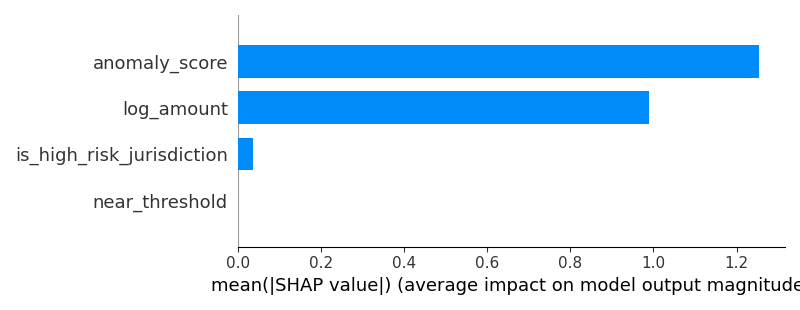 anomaly_score
log_amount
is_high_risk_jurisdiction
near_threshold
0.0 0.2 0.4 0.6 0.8 1.0 1.2
mean(|SHAP value|) (average impact on model output magnitude